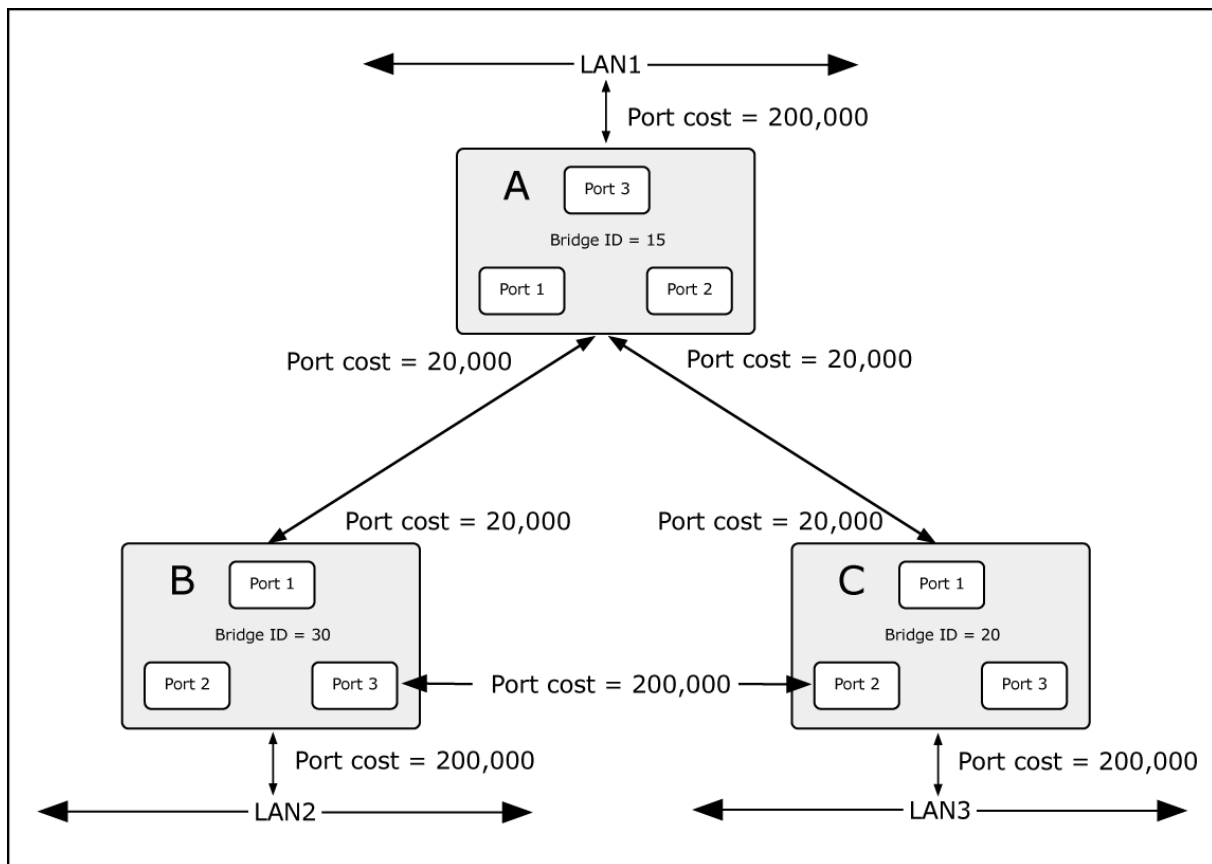 LAN1
Port cost = 200,000
A
Port 3
Bridge ID = 15
Port 1
Port 2
Port cost = 20,000
Port cost = 20,000
Port cost = 20,000
Port cost = 20,000
B
Port 1
Bridge ID = 30
Port 2
Port 3
Port cost = 200,000
C
Port 1
Bridge ID = 20
Port 2
Port 3
Port cost = 200,000
LAN2
Port cost = 200,000
LAN3